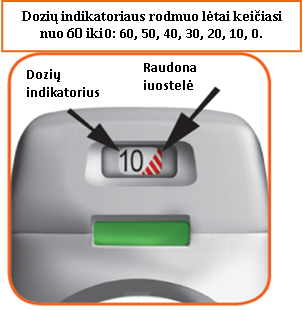 Dozių indikatoriaus rodmuo lėtai keičiasi
nuo 60 iki 0: 60, 50, 40, 30, 20, 10, 0.
Dozių
indikatorius
Raudona
iuostelė
10